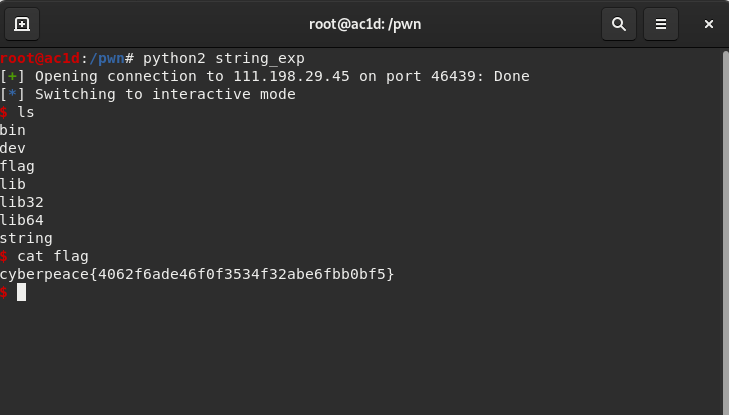 root@ac1d: /pwn
root@ac1d:/pwn# python2 string_exp
[+] Opening connection to 111.198.29.45 on port 46439: Done
[*] Switching to interactive mode
$ ls
bin
dev
flag
lib
lib32
lib64
string
$ cat flag
cyberpeace{4062f6ade46f0f3534f32abe6fbb0bf5}
$